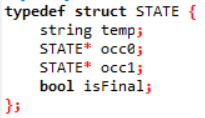 typedef struct STATE {
string temp;
STATE* occ0;
STATE* occ1;
bool isFinal;
};